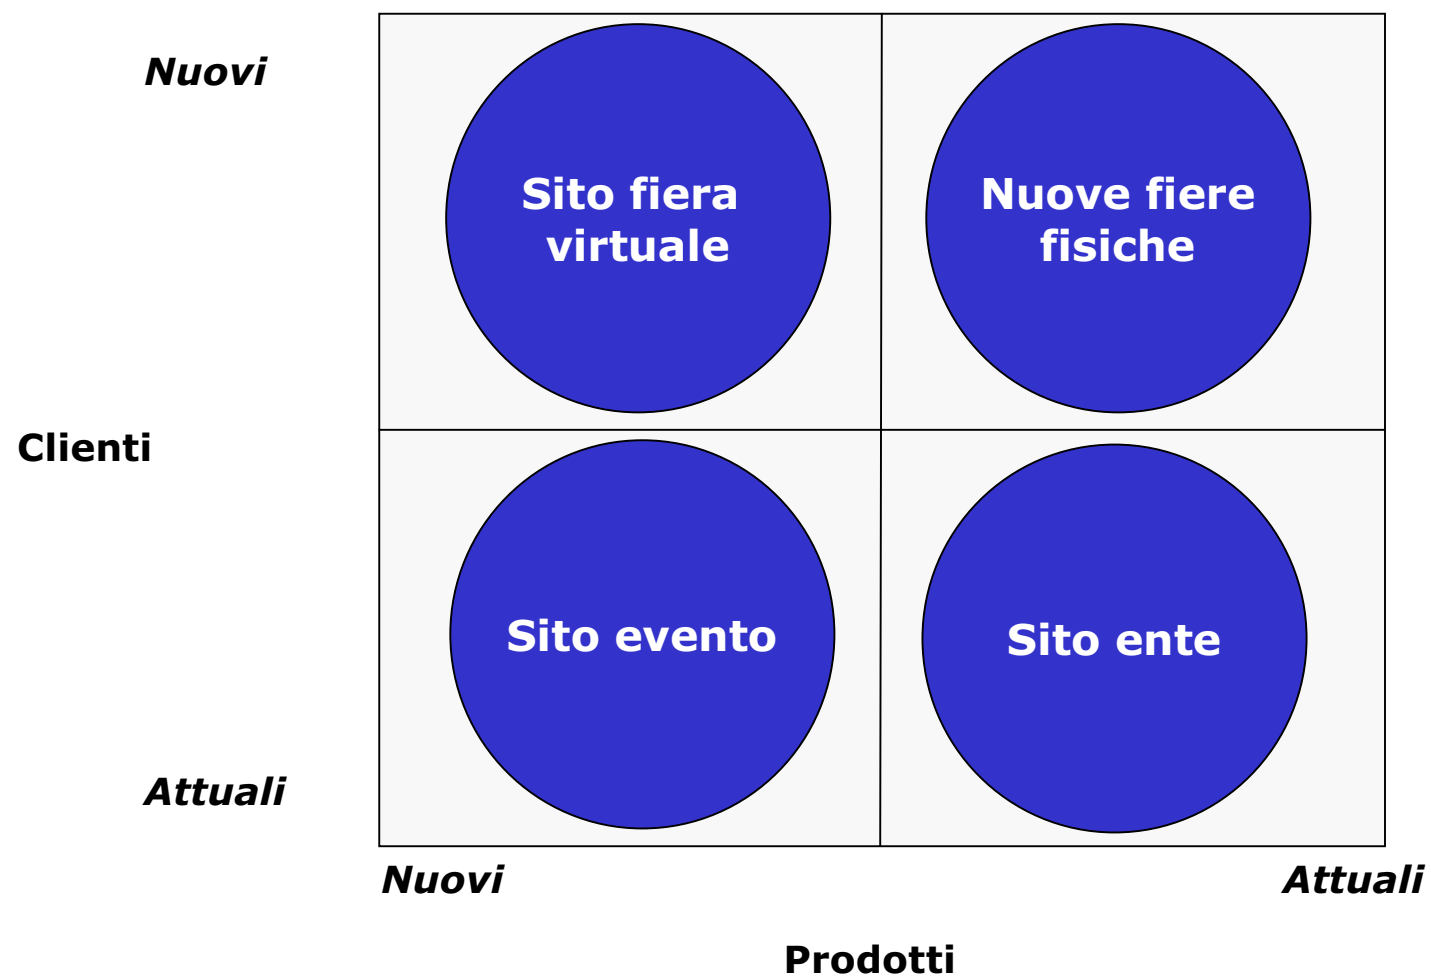 Nuovi
Sito fiera
virtuale
Nuove fiere
fisiche
Clienti
Sito evento
Sito ente
Attuali
Nuovi
Attuali
Prodotti